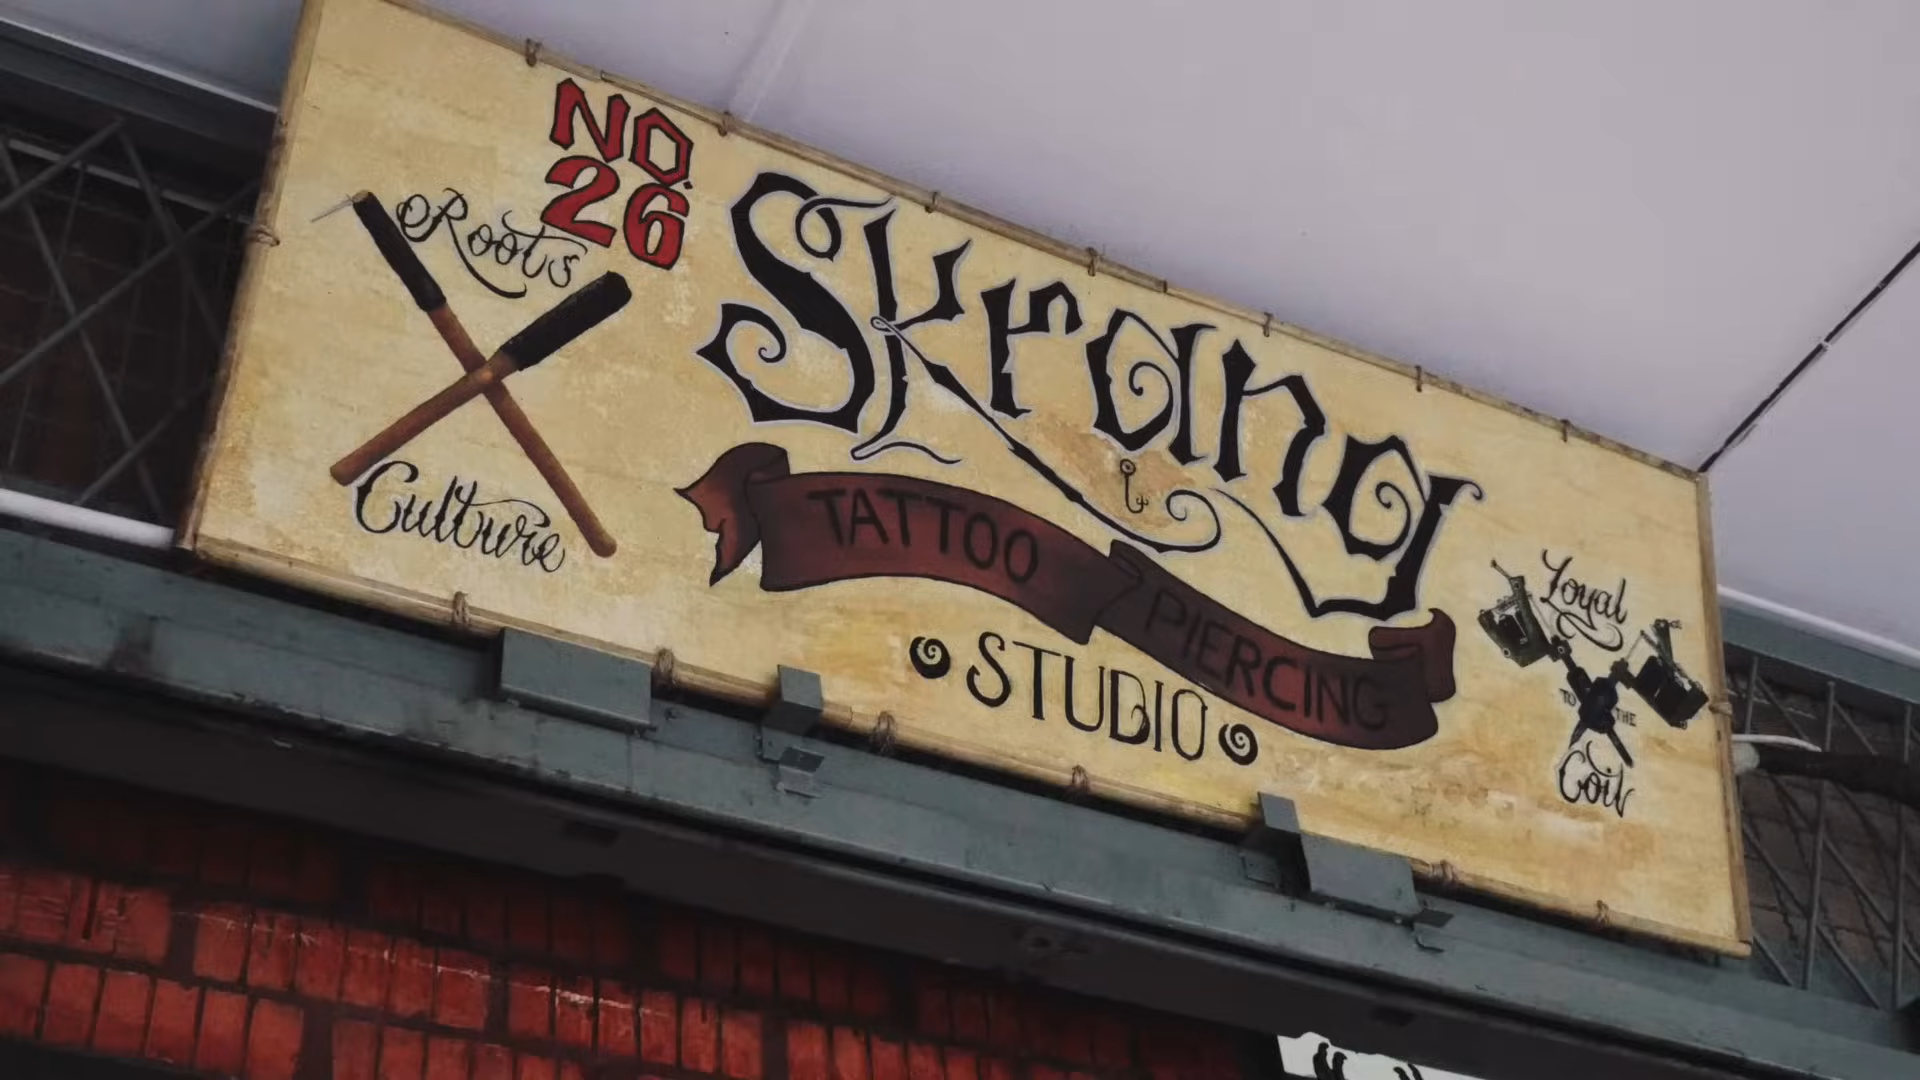 NO.
26
Roots
Culture
Skrang
TATTOO PIERCING
STUDIO
Loyal
TO THE
Coil